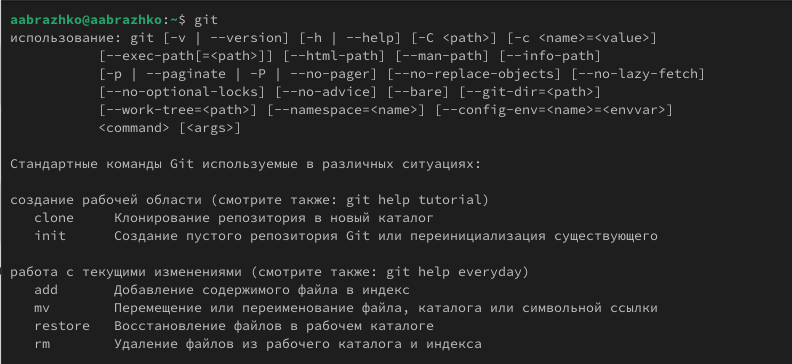 aabrazhko@aabrazhko:~$ git
использование: git [-v | --version] [-h | --help] [-C <path>] [-c <name>=<value>]
           [--exec-path[=<path>]] [--html-path] [--man-path] [--info-path]
           [-p | --paginate | -P | --no-pager] [--no-replace-objects] [--no-lazy-fetch]
           [--no-optional-locks] [--no-advice] [--bare] [--git-dir=<path>]
           [--work-tree=<path>] [--namespace=<name>] [--config-env=<name>=<envvar>]
           <command> [<args>]

Стандартные команды Git используемые в различных ситуациях:

создание рабочей области (смотрите также: git help tutorial)
   clone     Клонирование репозитория в новый каталог
   init      Создание пустого репозитория Git или переинициализация существующего

работа с текущими изменениями (смотрите также: git help everyday)
   add       Добавление содержимого файла в индекс
   mv        Перемещение или переименование файла, каталога или символьной ссылки
   restore   Восстановление файлов в рабочем каталоге
   rm        Удаление файлов из рабочего каталога и индекса